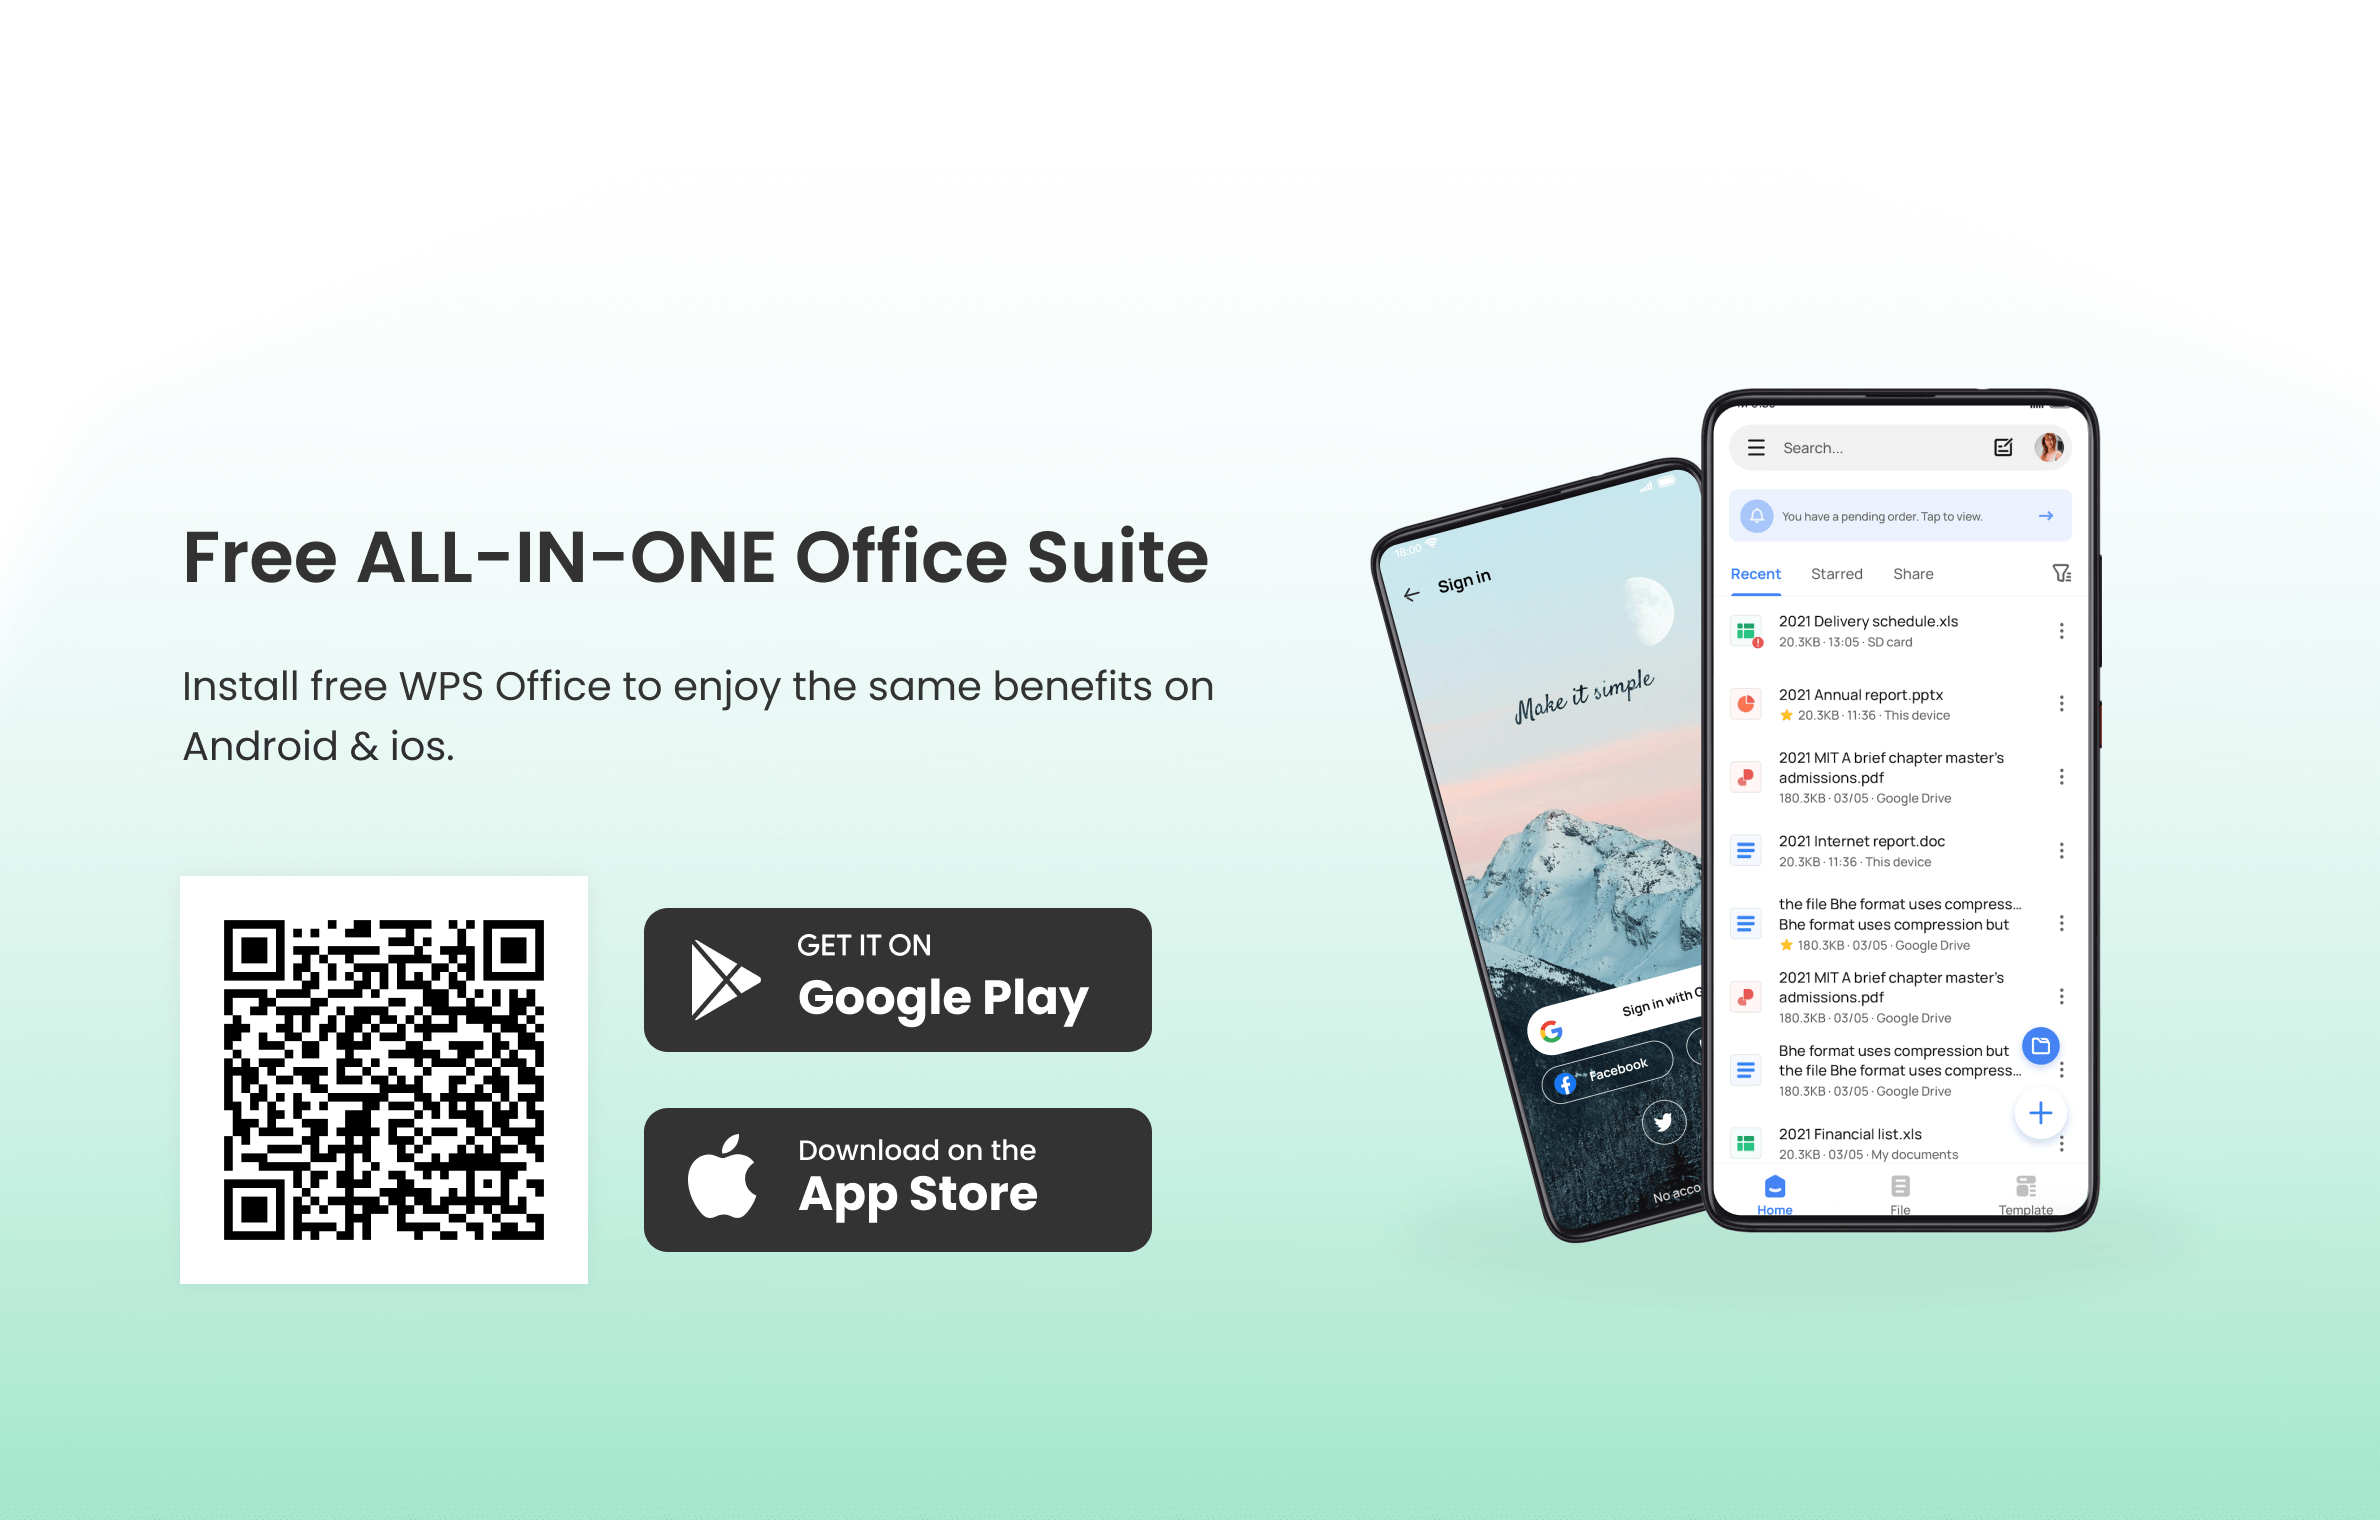 Free ALL-IN-ONE Office Suite
Install free WPS Office to enjoy the same benefits on
Android & ios.
GET IT ON
Google Play
Download on the
App Store
18:00
Sign in
Make it simple
Sign in with G
Facebook
No acco
Search...
You have a pending order. Tap to view.
Recent Starred Share
2021 Delivery schedule.xls
20.3KB · 13:05 · SD card
2021 Annual report.pptx
20.3KB · 11:36 · This device
2021 MIT A brief chapter master's
admissions.pdf
180.3KB · 03/05 · Google Drive
2021 Internet report.doc
20.3KB · 11:36 · This device
the file Bhe format uses compress...
Bhe format uses compression but
180.3KB · 03/05 · Google Drive
2021 MIT A brief chapter master's
admissions.pdf
180.3KB · 03/05 · Google Drive
Bhe format uses compression but
the file Bhe format uses compress...
180.3KB · 03/05 · Google Drive
2021 Financial list.xls
20.3KB · 03/05 · My documents
Home File Template